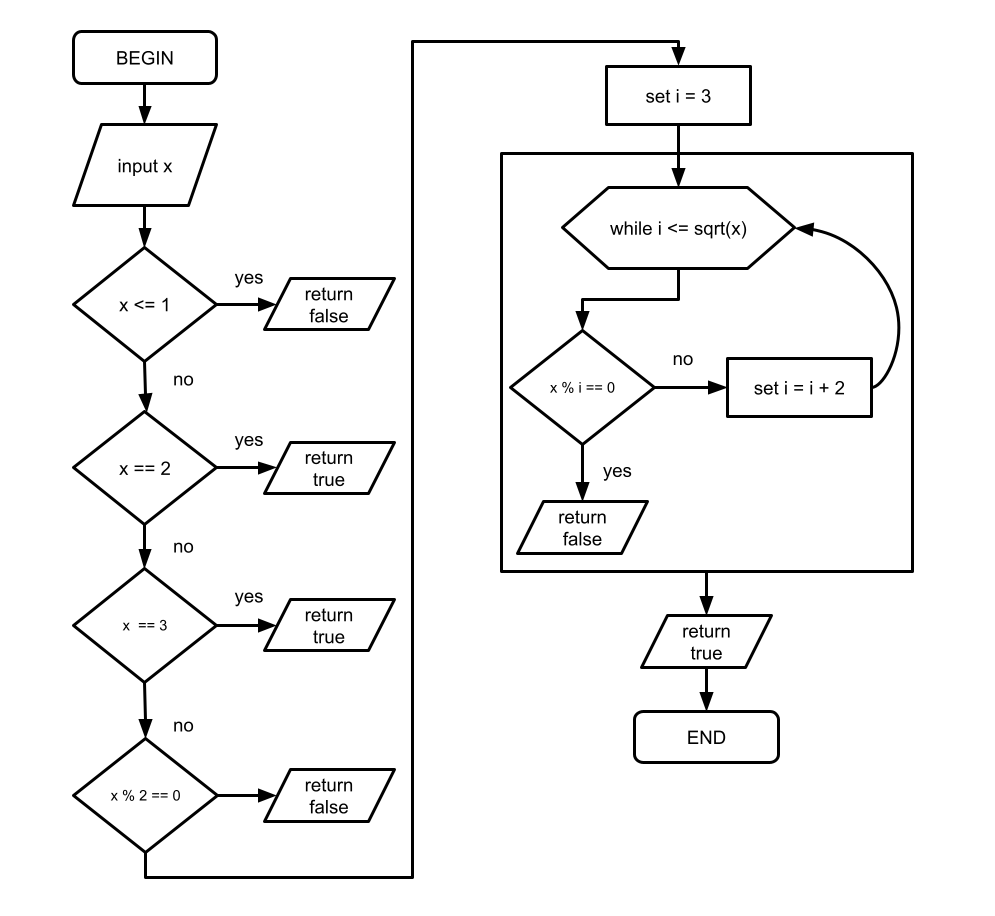 BEGIN
input x
x <= 1
yes
return
false
no
x == 2
yes
return
true
no
x == 3
yes
return
true
no
x % 2 == 0
return
false
set i = 3
while i <= sqrt(x)
x % i == 0
no
set i = i + 2
yes
return
false
return
true
END